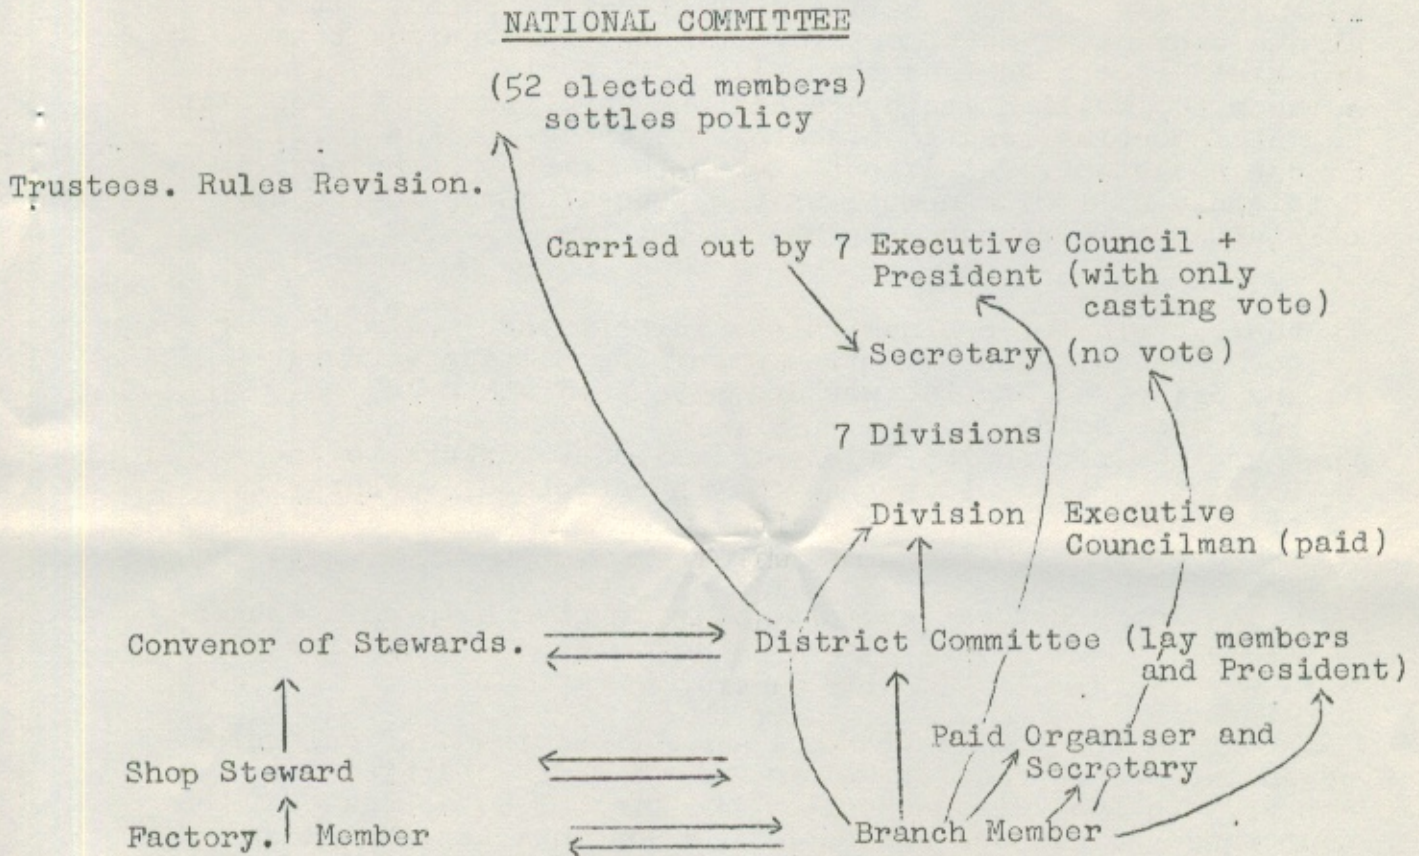 NATIONAL COMMITTEE
(52 elected members)
settles policy
Trustees. Rules Revision.
Carried out by 7 Executive Council +
President (with only
casting vote)
Secretary (no vote)
7 Divisions
Division Executive
Councilman (paid)
Convenor of Stewards. District Committee (lay members
and President)
Paid Organiser and
Secretary
Shop Steward
Factory. Member Branch Member